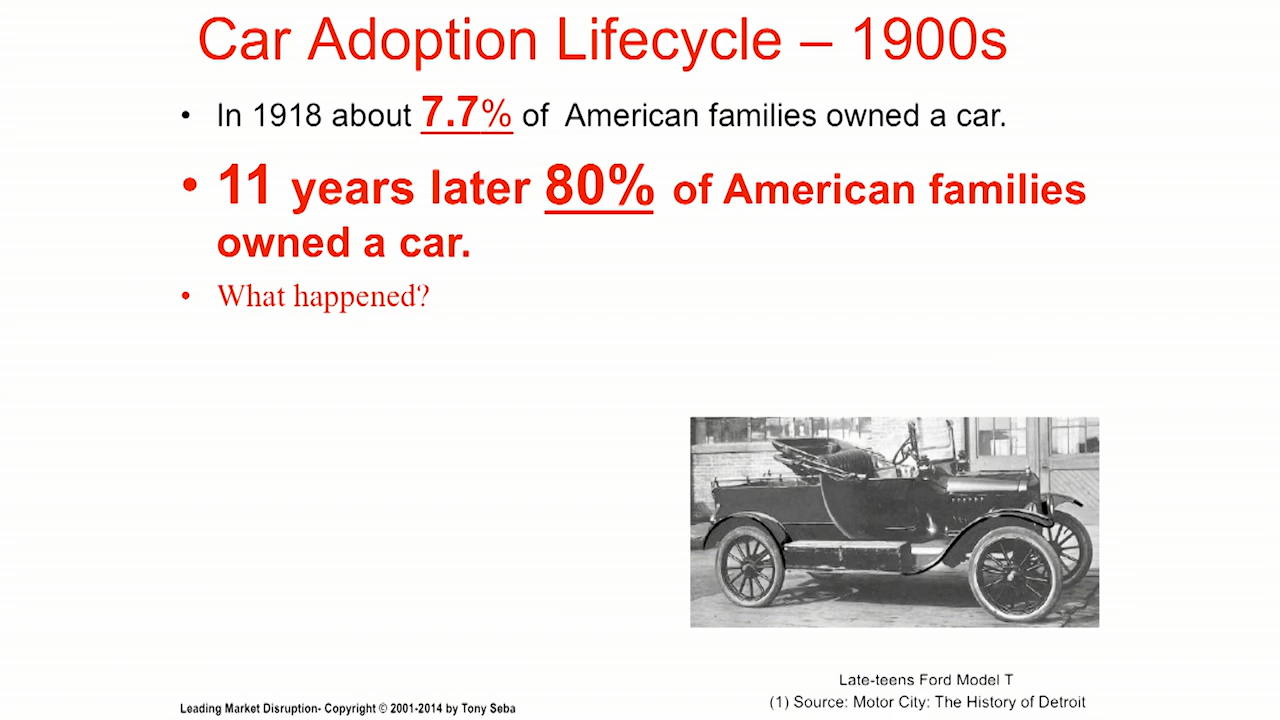 Car Adoption Lifecycle – 1900s
• In 1918 about 7.7% of American families owned a car.
• 11 years later 80% of American families
owned a car.
• What happened?
Late-teens Ford Model T
(1) Source: Motor City: The History of Detroit
Leading Market Disruption- Copyright © 2001-2014 by Tony Seba